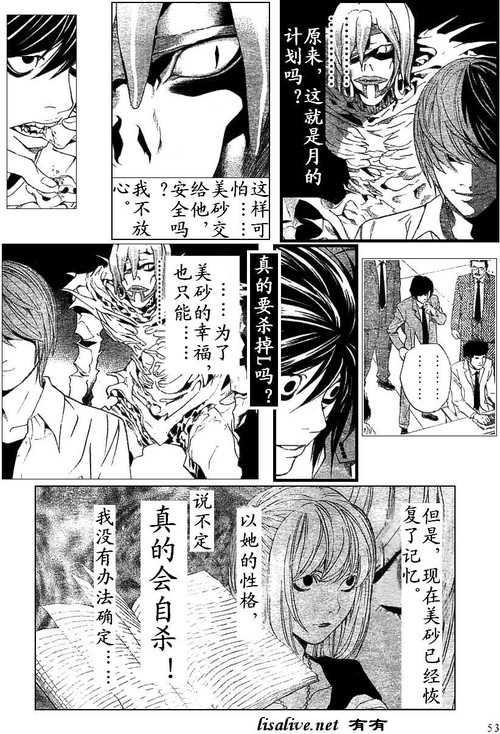 原来，这就是月的
计划吗？
…………
这样可
怕……
美砂交
给他，
安全吗
？
我不放
心。
…………
真的要杀掉L吗？
……为了
美砂的幸福，
也只能
……
但是，现在美砂已经恢
复了记忆。
以她的性格，
说不定
真的会自杀！
我没有办法确定……
lisalive.net 有有
53